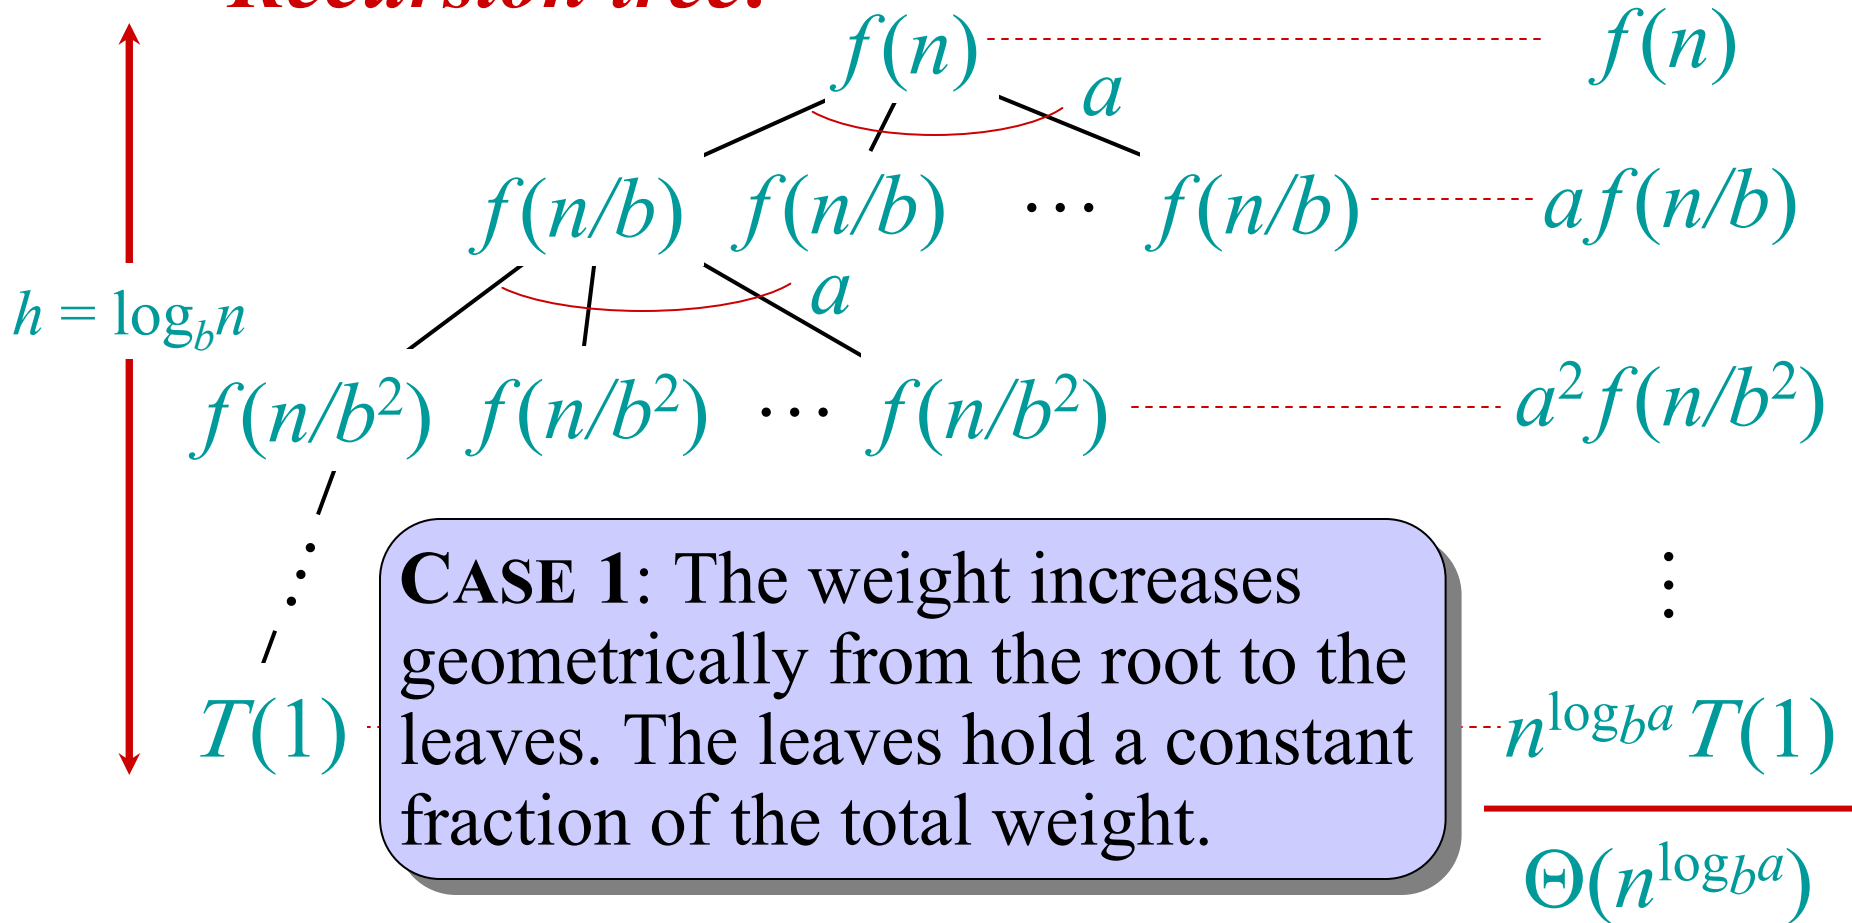 Recursion tree:
f(n) f(n)
a
f(n/b) f(n/b) … f(n/b) a f(n/b)
a
h = log_b n
f(n/b²) f(n/b²) … f(n/b²) a² f(n/b²)
CASE 1: The weight increases
geometrically from the root to the
leaves. The leaves hold a constant
fraction of the total weight.
T(1) n^{log_b a} T(1)
Θ(n^{log_b a})